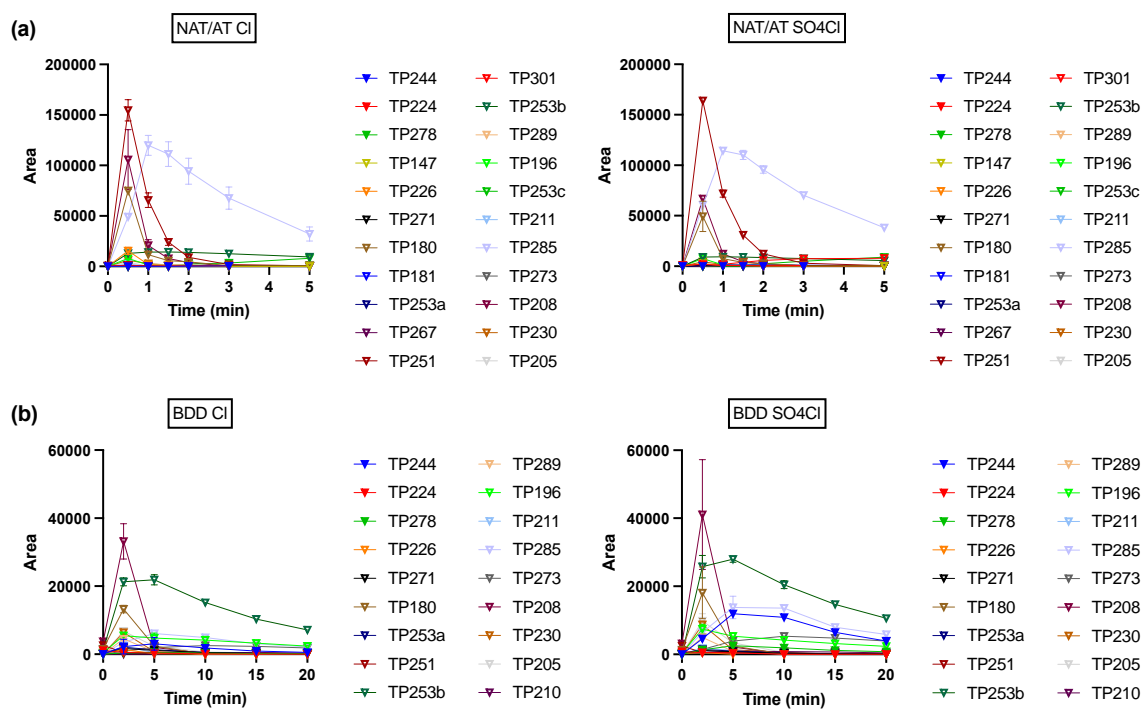 (a)
NAT/AT Cl
200000
150000
100000
50000
0
Area
0 1 2 3 4 5
Time (min)
TP244 TP301
TP224 TP253b
TP278 TP289
TP147 TP196
TP226 TP253c
TP271 TP211
TP180 TP285
TP181 TP273
TP253a TP208
TP267 TP230
TP251 TP205
NAT/AT SO4Cl
200000
150000
100000
50000
0
Area
0 1 2 3 4 5
Time (min)
TP244 TP301
TP224 TP253b
TP278 TP289
TP147 TP196
TP226 TP253c
TP271 TP211
TP180 TP285
TP181 TP273
TP253a TP208
TP267 TP230
TP251 TP205
(b)
BDD Cl
60000
40000
20000
0
Area
0 5 10 15 20
Time (min)
TP244 TP289
TP224 TP196
TP278 TP211
TP226 TP285
TP271 TP273
TP180 TP208
TP253a TP230
TP251 TP205
TP253b TP210
BDD SO4Cl
60000
40000
20000
0
Area
0 5 10 15 20
Time (min)
TP244 TP289
TP224 TP196
TP278 TP211
TP226 TP285
TP271 TP273
TP180 TP208
TP253a TP230
TP251 TP205
TP253b TP210